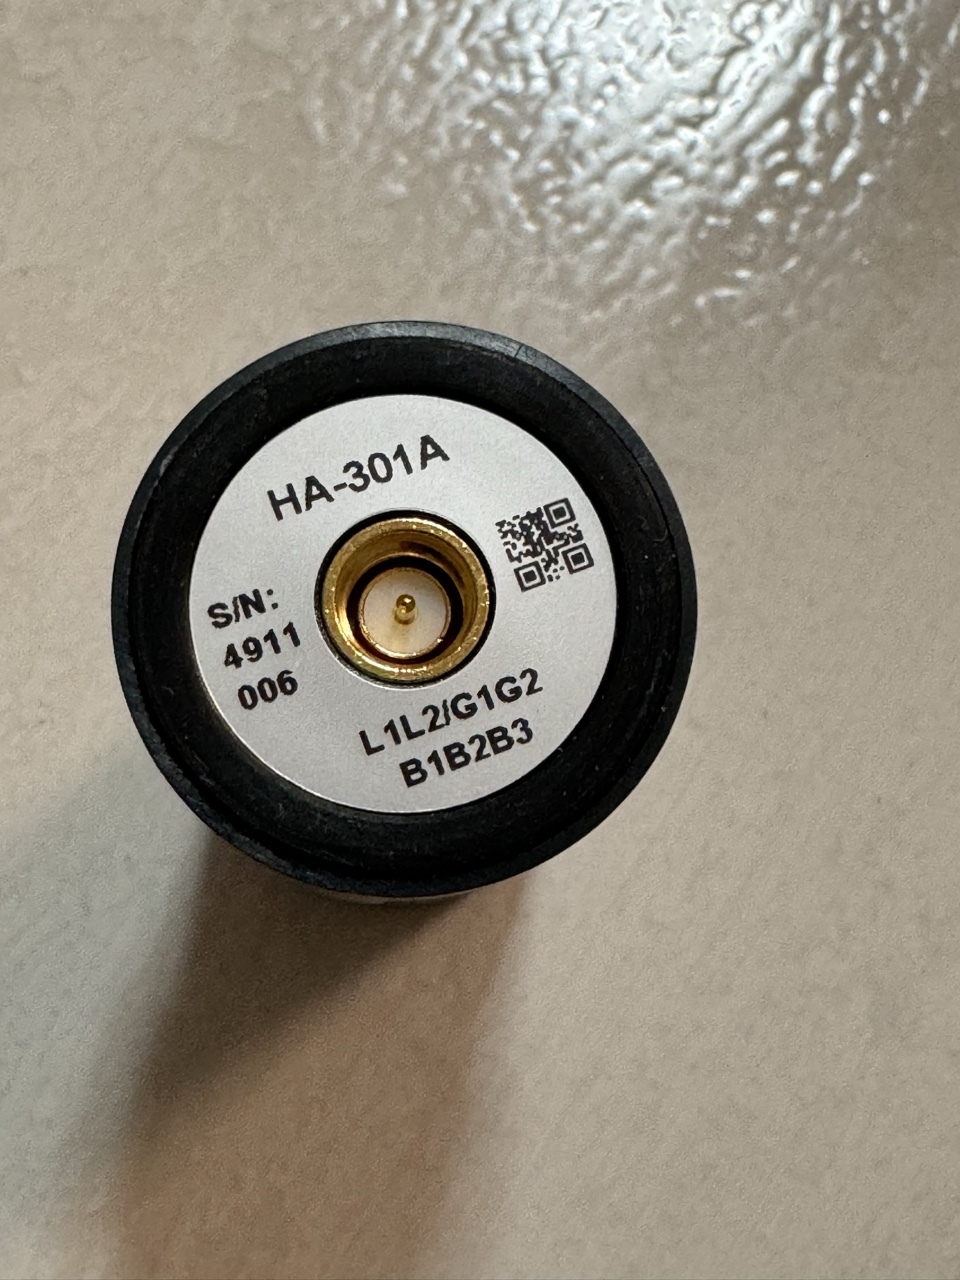 HA-301A
S/N:
4911
006
L1L2/G1G2
B1B2B3